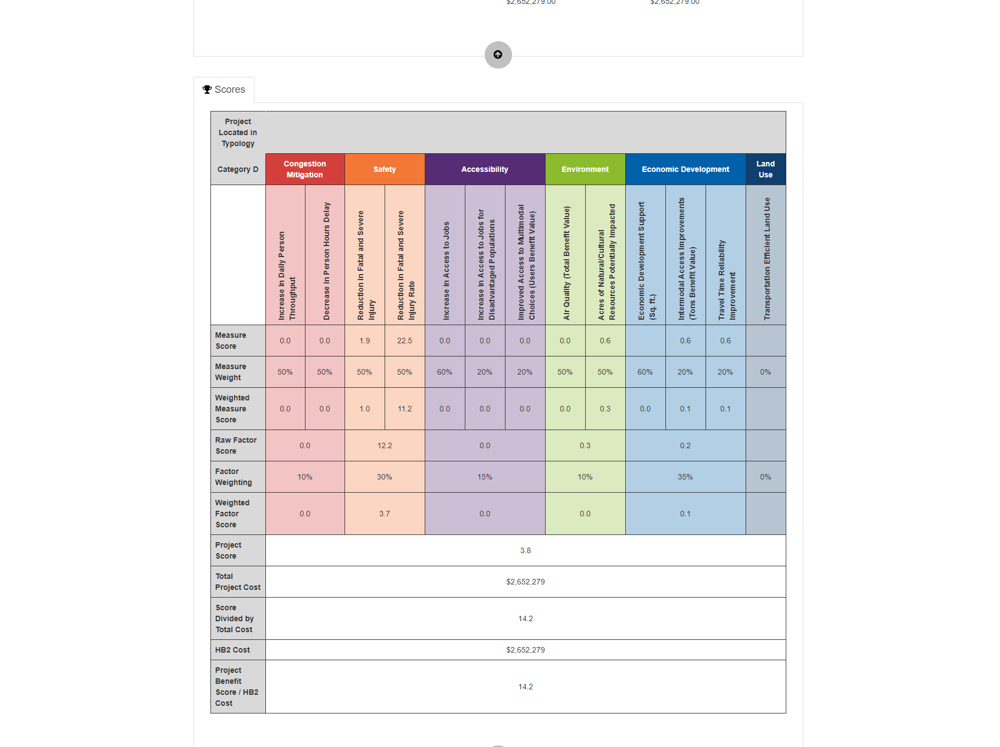 $2,652,279.00 $2,652,279.00
Scores
Project
Located in
Typology
Category D
Congestion
Mitigation
Safety
Accessibility
Environment
Economic Development
Land
Use
Increase In Daily Person
Throughput
Decrease in Person Hours Delay
Reduction in Fatal and Severe
Injury
Reduction in Fatal and Severe
Injury Rate
Increase in Access to Jobs
Increase in Access to Jobs for
Disadvantaged Populations
Improved Access to Multimodal
Choices (Users Benefit Value)
Air Quality (Total Benefit Value)
Acres of Natural/Cultural
Resources Potentially Impacted
Economic Development Support
(Sq. ft.)
Intermodal Access Improvements
(Tons Benefit Value)
Travel Time Reliability
Improvement
Transportation Efficient Land Use
Measure
Score
0.0 0.0 1.9 22.5 0.0 0.0 0.0 0.0 0.6 0.6 0.6
Measure
Weight
50% 50% 50% 50% 60% 20% 20% 50% 50% 60% 20% 20% 0%
Weighted
Measure
Score
0.0 0.0 1.0 11.2 0.0 0.0 0.0 0.0 0.3 0.0 0.1 0.1
Raw Factor
Score
0.0 12.2 0.0 0.3 0.2
Factor
Weighting
10% 30% 15% 10% 35% 0%
Weighted
Factor
Score
0.0 3.7 0.0 0.0 0.1
Project
Score
3.8
Total
Project Cost
$2,652,279
Score
Divided by
Total Cost
14.2
HB2 Cost
$2,652,279
Project
Benefit
Score / HB2
Cost
14.2